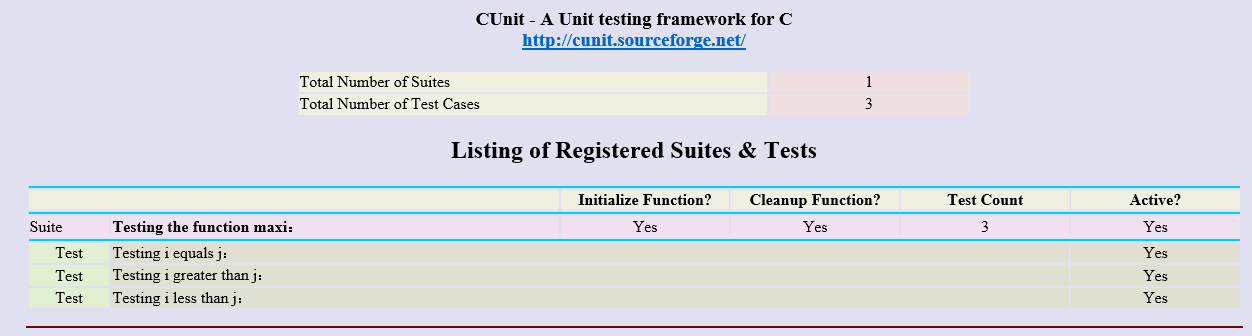 CUnit - A Unit testing framework for C
http://cunit.sourceforge.net/
Total Number of Suites 1
Total Number of Test Cases 3
Listing of Registered Suites & Tests
Initialize Function? Cleanup Function? Test Count Active?
Suite Testing the function maxi： Yes Yes 3 Yes
Test Testing i equals j： Yes
Test Testing i greater than j： Yes
Test Testing i less than j： Yes